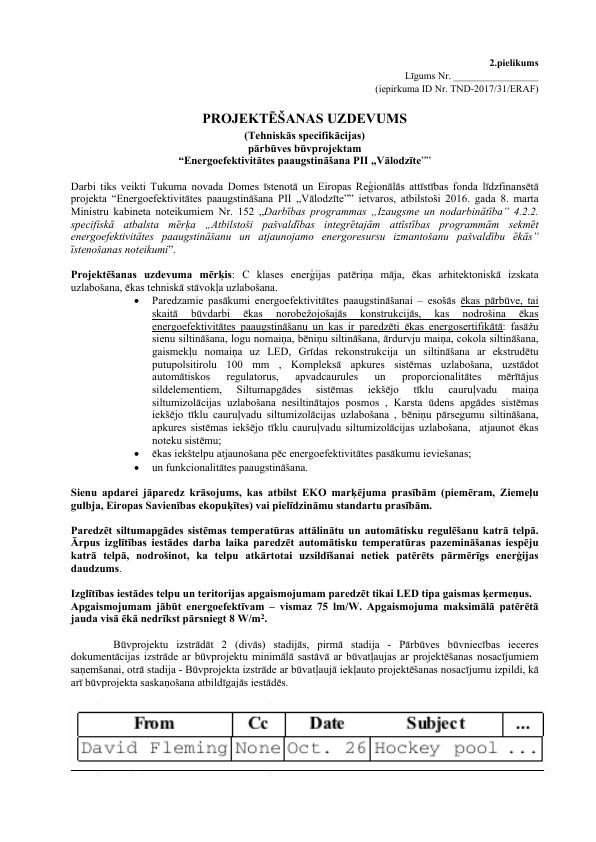 2.pielikums
Līgums Nr. _________________
(iepirkuma ID Nr. TND-2017/31/ERAF)
PROJEKTĒŠANAS UZDEVUMS
(Tehniskās specifikācijas)
pārbūves būvprojektam
“Energoefektivitātes paaugstināšana PII „Vālodzīte””
Darbi tiks veikti Tukuma novada Domes īstenotā un Eiropas Reģionālās attīstības fonda līdzfinansētā
projekta “Energoefektivitātes paaugstināšana PII „Vālodzīte”” ietvaros, atbilstoši 2016. gada 8. marta
Ministru kabineta noteikumiem Nr. 152 „Darbības programmas „Izaugsme un nodarbinātība” 4.2.2.
specifiskā atbalsta mērķa „Atbilstoši pašvaldības integrētajām attīstības programmām sekmēt
energoefektivitātes paaugstināšanu un atjaunojamo energoresursu izmantošanu pašvaldību ēkās”
īstenošanas noteikumi”.
Projektēšanas uzdevuma mērķis: C klases enerģijas patēriņa māja, ēkas arhitektoniskā izskata
uzlabošana, ēkas tehniskā stāvokļa uzlabošana.
• Paredzamie pasākumi energoefektivitātes paaugstināšanai – esošās ēkas pārbūve, tai
skaitā būvdarbi ēkas norobežojošajās konstrukcijās, kas nodrošina ēkas
energoefektivitātes paaugstināšanu un kas ir paredzēti ēkas energosertifikātā: fasāžu
sienu siltināšana, logu nomaiņa, bēniņu siltināšana, ārdurvju maiņa, cokola siltināšana,
gaismekļu nomaiņa uz LED, Grīdas rekonstrukcija un siltināšana ar ekstrudētu
putupolsitirolu 100 mm , Kompleksā apkures sistēmas uzlabošana, uzstādot
automātiskos regulatorus, apvadcaurules un proporcionalitātes mērītājus
sildelementiem, Siltumapgādes sistēmas iekšējo tīklu cauruļvadu maiņa
siltumizolācijas uzlabošana nesiltinātajos posmos , Karsta ūdens apgādes sistēmas
iekšējo tīklu cauruļvadu siltumizolācijas uzlabošana , bēniņu pārsegumu siltināšana,
apkures sistēmas iekšējo tīklu cauruļvadu siltumizolācijas uzlabošana, atjaunot ēkas
noteku sistēmu;
• ēkas iekštelpu atjaunošana pēc energoefektivitātes pasākumu ieviešanas;
• un funkcionalitātes paaugstināšana.
Sienu apdarei jāparedz krāsojums, kas atbilst EKO marķējuma prasībām (piemēram, Ziemeļu
gulbja, Eiropas Savienības ekopuķītes) vai pielīdzināmu standartu prasībām.
Paredzēt siltumapgādes sistēmas temperatūras attālinātu un automātisku regulēšanu katrā telpā.
Ārpus izglītības iestādes darba laika paredzēt automātisku temperatūras pazemināšanas iespēju
katrā telpā, nodrošinot, ka telpu atkārtotai uzsildīšanai netiek patērēts pārmērīgs enerģijas
daudzums.
Izglītības iestādes telpu un teritorijas apgaismojumam paredzēt tikai LED tipa gaismas ķermeņus.
Apgaismojumam jābūt energoefektīvam – vismaz 75 lm/W. Apgaismojuma maksimālā patērētā
jauda visā ēkā nedrīkst pārsniegt 8 W/m².
Būvprojektu izstrādāt 2 (divās) stadijās, pirmā stadija - Pārbūves būvniecības ieceres
dokumentācijas izstrāde ar būvprojektu minimālā sastāvā ar būvatļaujas ar projektēšanas nosacījumiem
saņemšanai, otrā stadija - Būvprojekta izstrāde ar būvatļaujā iekļauto projektēšanas nosacījumu izpildi, kā
arī būvprojekta saskaņošana atbildīgajās iestādēs.
From Cc Date Subject ...
David Fleming None Oct. 26 Hockey pool ...